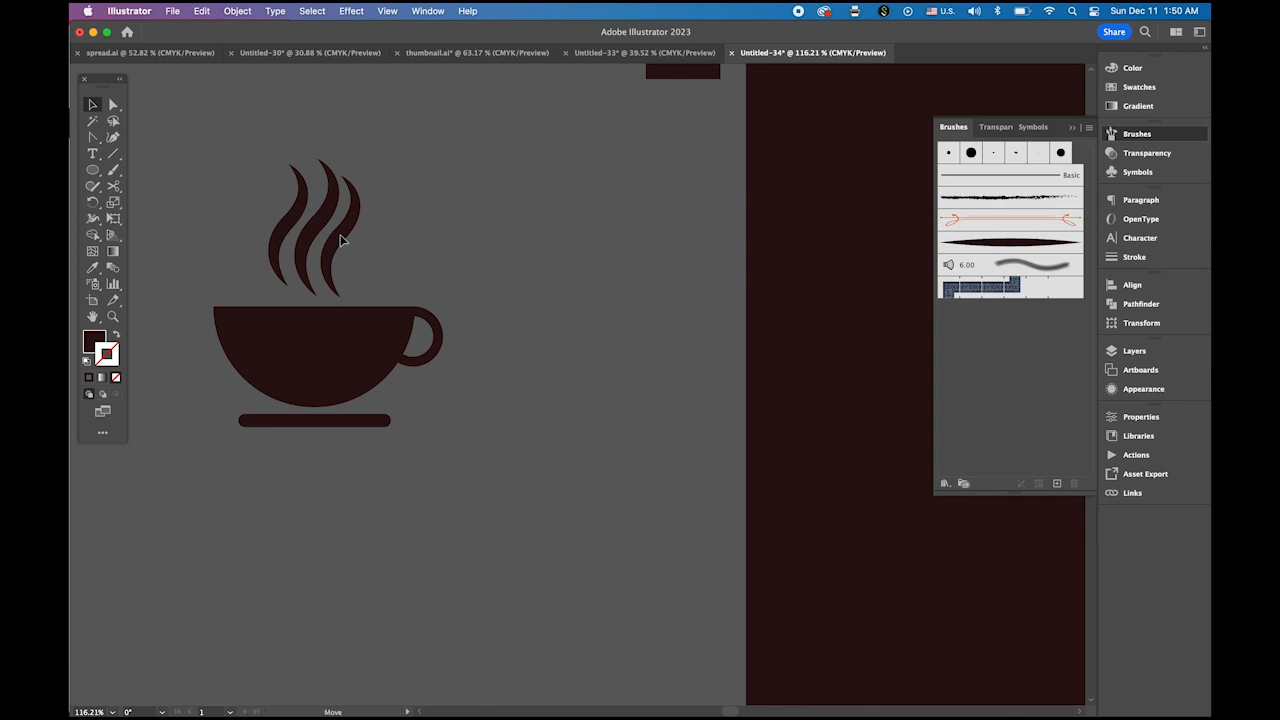 Illustrator File Edit Object Type Select Effect View Window Help
U.S. Sun Dec 11 1:50 AM
Adobe Illustrator 2023
Share
spread.ai @ 52.82 % (CMYK/Preview)
Untitled-30* @ 30.88 % (CMYK/Preview)
thumbnail.ai* @ 63.17 % (CMYK/Preview)
Untitled-33* @ 39.52 % (CMYK/Preview)
Untitled-34* @ 116.21 % (CMYK/Preview)
Brushes Transpar Symbols
Basic
6.00
Color
Swatches
Gradient
Brushes
Transparency
Symbols
Paragraph
OpenType
Character
Stroke
Align
Pathfinder
Transform
Layers
Artboards
Appearance
Properties
Libraries
Actions
Asset Export
Links
116.21% 0° 1 Move